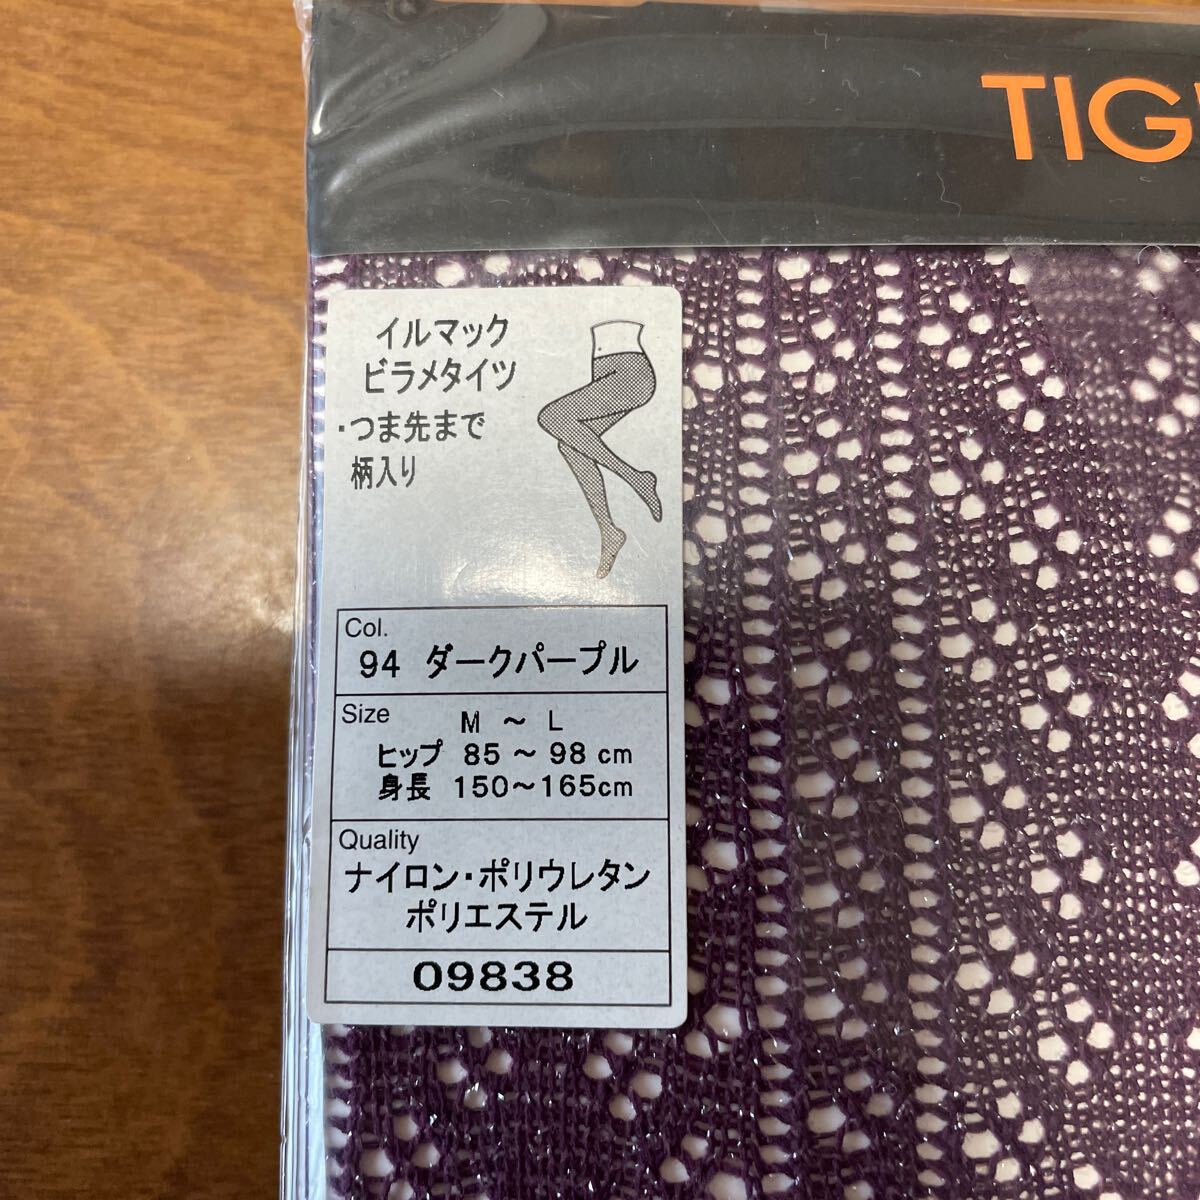 TIG
イルマック
ビラメタイツ
・つま先まで
柄入り
Col.
94 ダークパープル
Size
M ～ L
ヒップ 85～98cm
身長 150～165cm
Quality
ナイロン・ポリウレタン
ポリエステル
09838